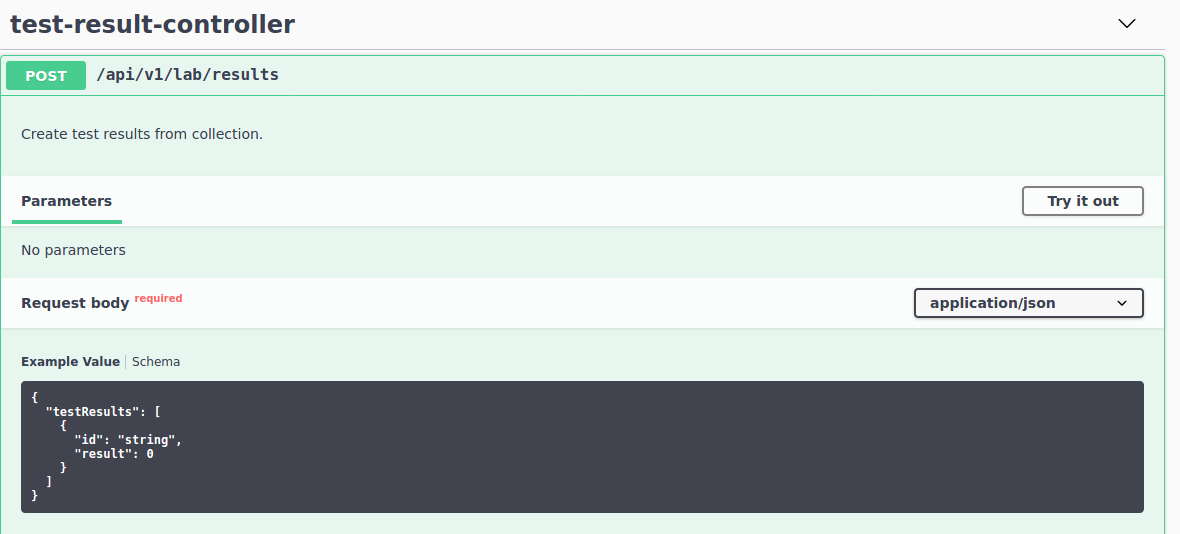 test-result-controller
POST /api/v1/lab/results
Create test results from collection.
Parameters
Try it out
No parameters
Request body required
application/json
Example Value
Schema
{
  "testResults": [
    {
      "id": "string",
      "result": 0
    }
  ]
}